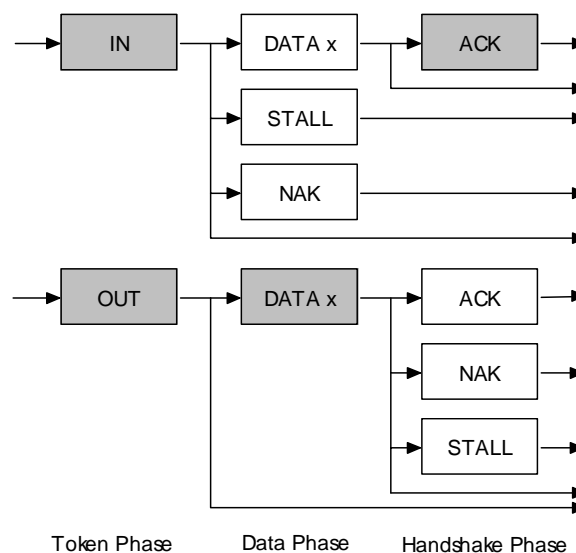 IN
DATA x
ACK
STALL
NAK
OUT
DATA x
ACK
NAK
STALL
Token Phase
Data Phase
Handshake Phase